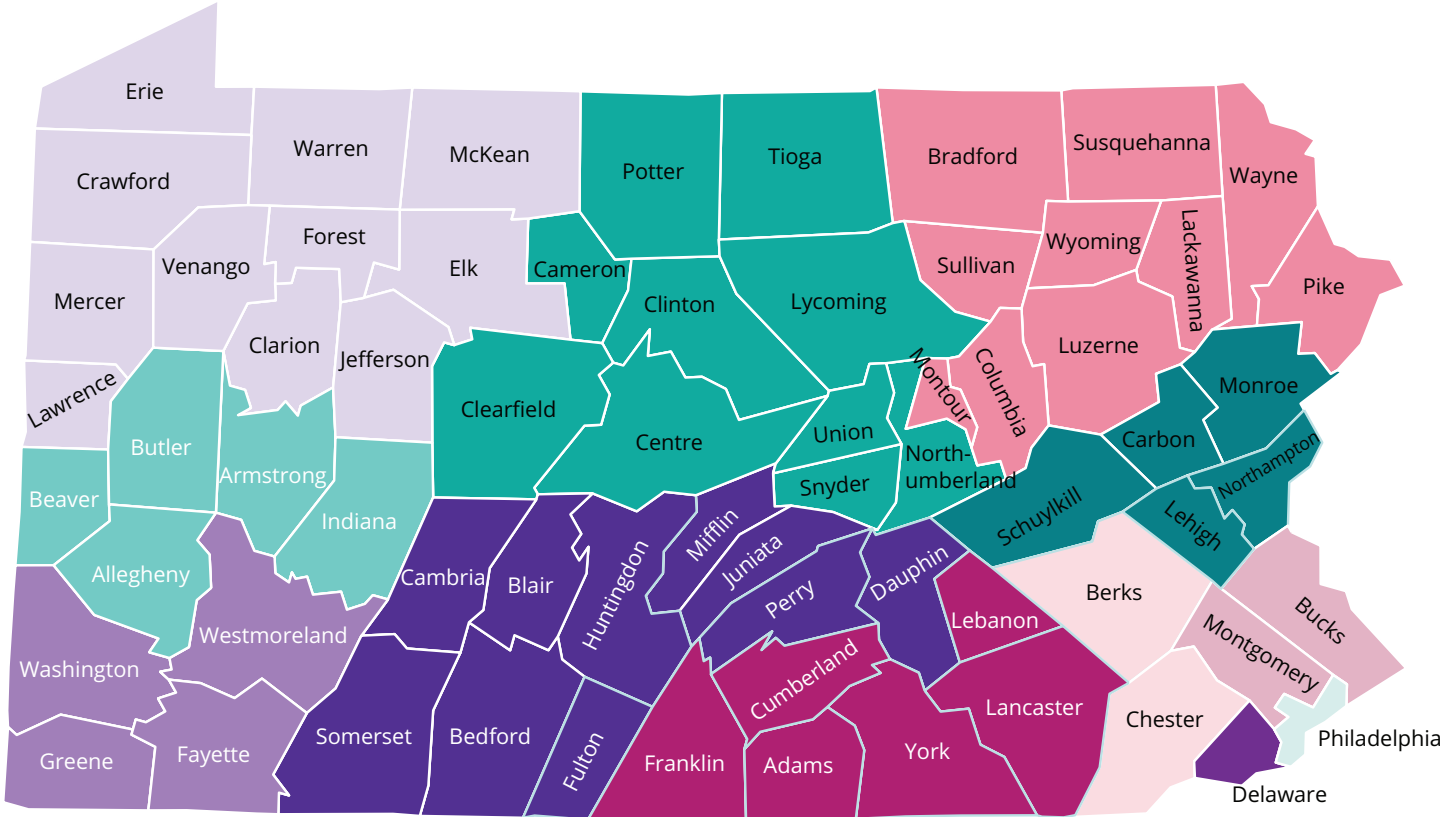 Erie
Warren
McKean
Potter
Tioga
Bradford
Susquehanna
Wayne
Crawford
Forest
Venango
Elk
Cameron
Clinton
Lycoming
Sullivan
Wyoming
Lackawanna
Pike
Mercer
Clarion
Jefferson
Luzerne
Lawrence
Clearfield
Centre
Montour
Columbia
Monroe
Butler
Union
Carbon
Armstrong
North-
umberland
Northampton
Beaver
Snyder
Indiana
Schuylkill
Lehigh
Allegheny
Cambria
Blair
Huntingdon
Mifflin
Juniata
Perry
Dauphin
Berks
Westmoreland
Lebanon
Bucks
Washington
Montgomery
Cumberland
Somerset
Bedford
Fulton
Lancaster
Chester
Philadelphia
Greene
Fayette
Franklin
Adams
York
Delaware